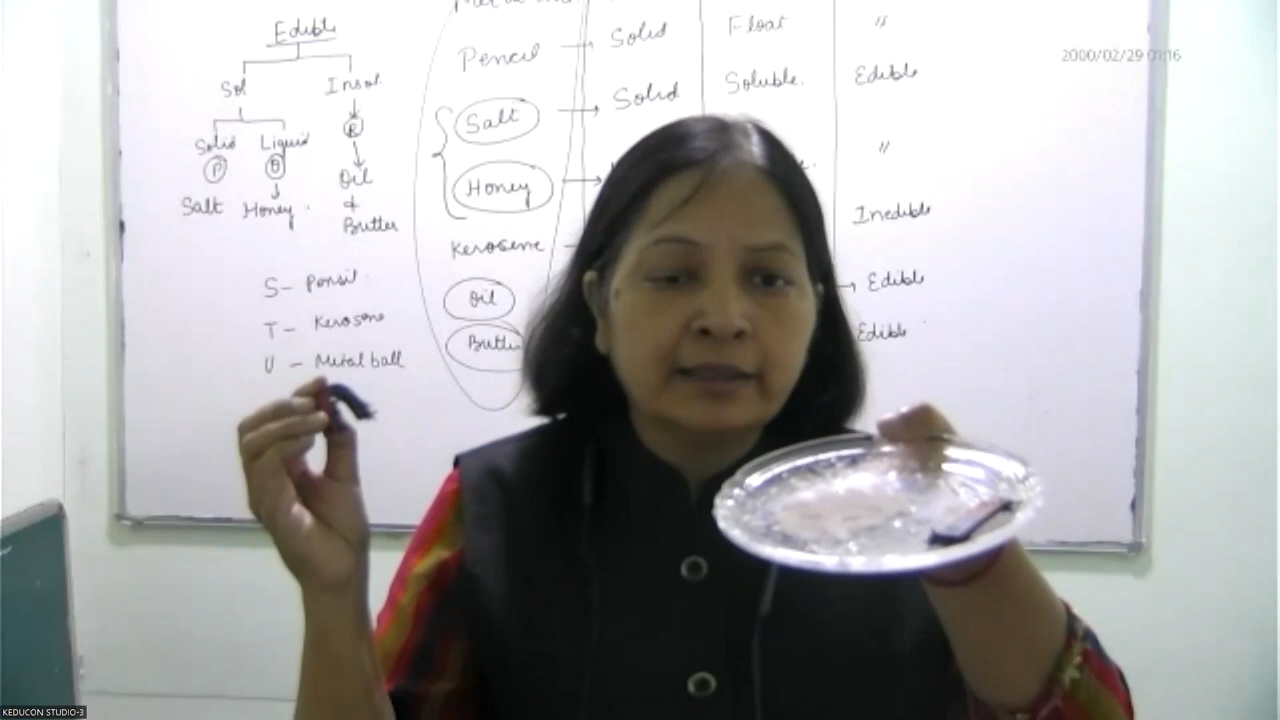 Edible
Sol Insol.
Solid Liquid
P B R
Salt Honey. Oil
&
Butter
S- Pencil.
T- Kerosene
U - Metal ball
Pencil → Solid Float "
Salt → Solid Soluble. Edible
Honey → "
Kerosene Inedible
Oil → Edible
Edible
2000/02/29 01:16
KEDUCON STUDIO-3